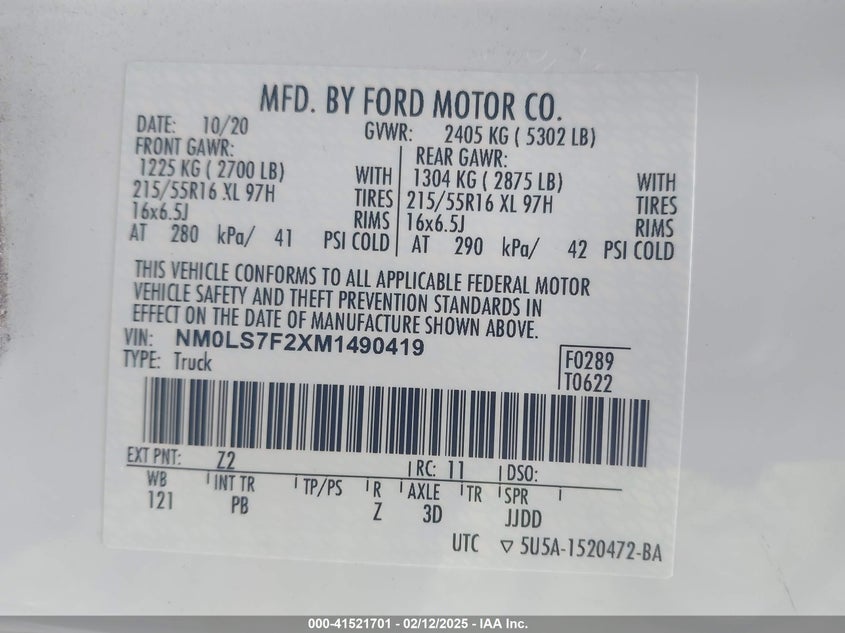 MFD. BY FORD MOTOR CO.
DATE: 10/20 GVWR: 2405 KG ( 5302 LB)
FRONT GAWR: REAR GAWR:
1225 KG ( 2700 LB) WITH 1304 KG ( 2875 LB) WITH
215/55R16 XL 97H TIRES 215/55R16 XL 97H TIRES
16x6.5J RIMS 16x6.5J RIMS
AT 280 kPa/ 41 PSI COLD AT 290 kPa/ 42 PSI COLD
THIS VEHICLE CONFORMS TO ALL APPLICABLE FEDERAL MOTOR
VEHICLE SAFETY AND THEFT PREVENTION STANDARDS IN
EFFECT ON THE DATE OF MANUFACTURE SHOWN ABOVE.
VIN: NM0LS7F2XM1490419
TYPE: Truck
F0289
T0622
EXT PNT: Z2 RC: 11 DSO:
WB INT TR TP/PS R AXLE TR SPR
121 PB Z 3D JJDD
UTC ▽ 5U5A-1520472-BA
000-41521701 - 02/12/2025 - IAA Inc.